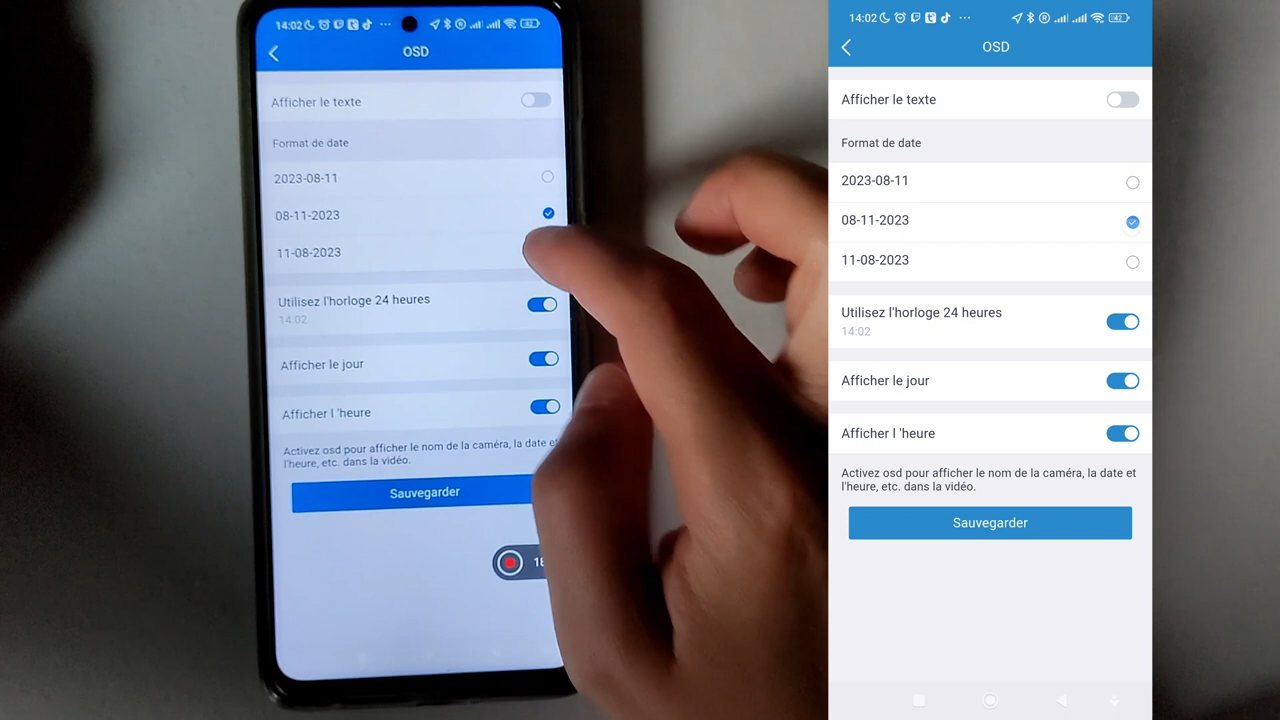 14:02
OSD
Afficher le texte
Format de date
2023-08-11
08-11-2023
11-08-2023
Utilisez l'horloge 24 heures
14:02
Afficher le jour
Afficher l 'heure
Activez osd pour afficher le nom de la caméra, la date et
l'heure, etc. dans la vidéo.
Sauvegarder
14:02
42
OSD
Afficher le texte
Format de date
2023-08-11
08-11-2023
11-08-2023
Utilisez l'horloge 24 heures
14:02
Afficher le jour
Afficher l 'heure
Activez osd pour afficher le nom de la caméra, la date et
l'heure, etc. dans la vidéo.
Sauvegarder